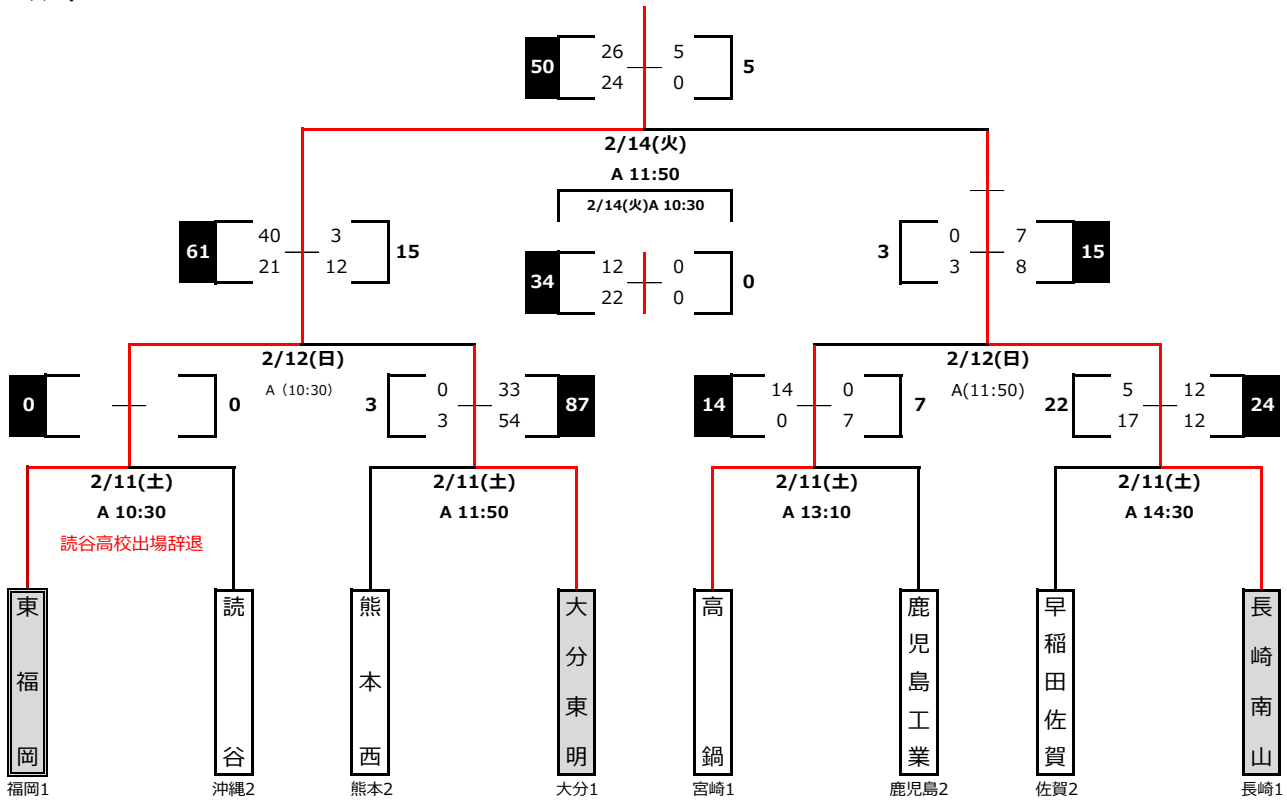 50 26 5 5
24 0
2/14(火)
A 11:50
2/14(火)A 10:30
61 40 3 15
21 12
34 12 0 0
22 0
3 0 7 15
3 8
2/12(日)
A（10:30）
2/12(日)
A(11:50)
0 0
3 0 33 87
3 54
14 14 0 7
0 7
22 5 12 24
17 12
2/11(土)
A 10:30
読谷高校出場辞退
2/11(土)
A 11:50
2/11(土)
A 13:10
2/11(土)
A 14:30
東福岡
読谷
熊本西
大分東明
高鍋
鹿児島工業
早稲田佐賀
長崎南山
福岡1
沖縄2
熊本2
大分1
宮崎1
鹿児島2
佐賀2
長崎1